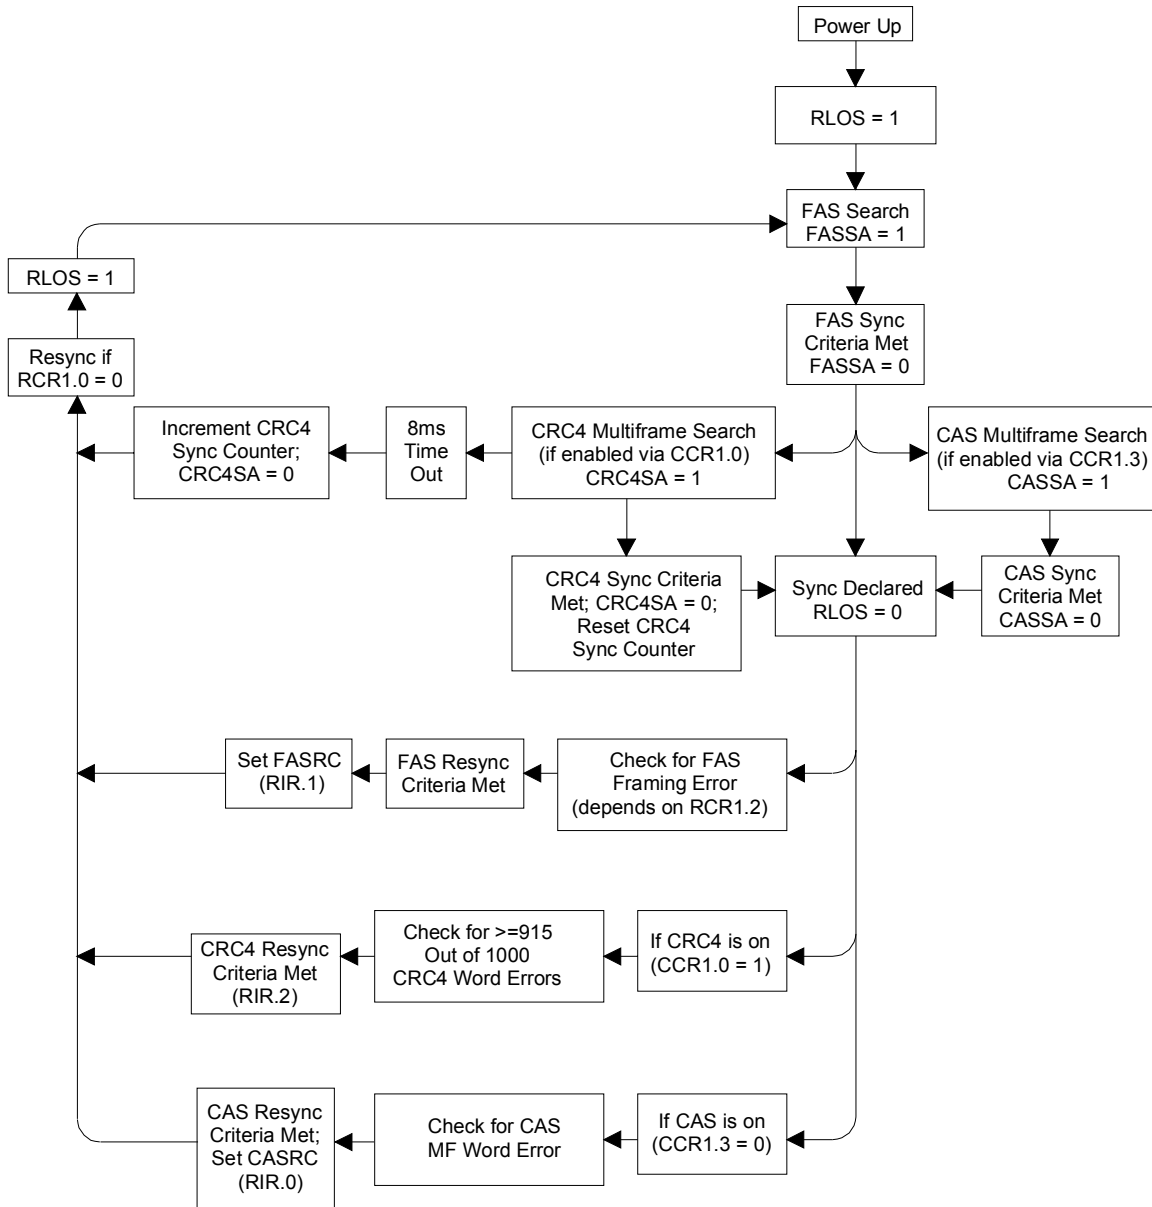 Power Up
RLOS = 1
FAS Search
FASSA = 1
RLOS = 1
FAS Sync
Criteria Met
FASSA = 0
Resync if
RCR1.0 = 0
Increment CRC4
Sync Counter;
CRC4SA = 0
8ms
Time
Out
CRC4 Multiframe Search
(if enabled via CCR1.0)
CRC4SA = 1
CAS Multiframe Search
(if enabled via CCR1.3)
CASSA = 1
CRC4 Sync Criteria
Met; CRC4SA = 0;
Reset CRC4
Sync Counter
Sync Declared
RLOS = 0
CAS Sync
Criteria Met
CASSA = 0
Set FASRC
(RIR.1)
FAS Resync
Criteria Met
Check for FAS
Framing Error
(depends on RCR1.2)
CRC4 Resync
Criteria Met
(RIR.2)
Check for >=915
Out of 1000
CRC4 Word Errors
If CRC4 is on
(CCR1.0 = 1)
CAS Resync
Criteria Met;
Set CASRC
(RIR.0)
Check for CAS
MF Word Error
If CAS is on
(CCR1.3 = 0)